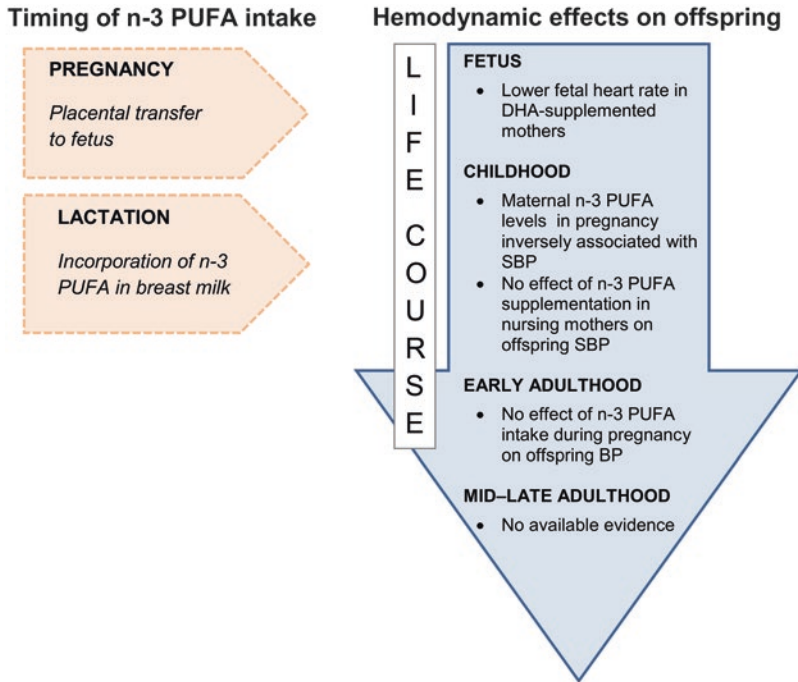 Timing of n-3 PUFA intake
PREGNANCY
Placental transfer
to fetus
LACTATION
Incorporation of n-3
PUFA in breast milk
Hemodynamic effects on offspring
LIFE COURSE
FETUS
• Lower fetal heart rate in
DHA-supplemented
mothers
CHILDHOOD
• Maternal n-3 PUFA
levels in pregnancy
inversely associated with
SBP
• No effect of n-3 PUFA
supplementation in
nursing mothers on
offspring SBP
EARLY ADULTHOOD
• No effect of n-3 PUFA
intake during pregnancy
on offspring BP
MID–LATE ADULTHOOD
• No available evidence